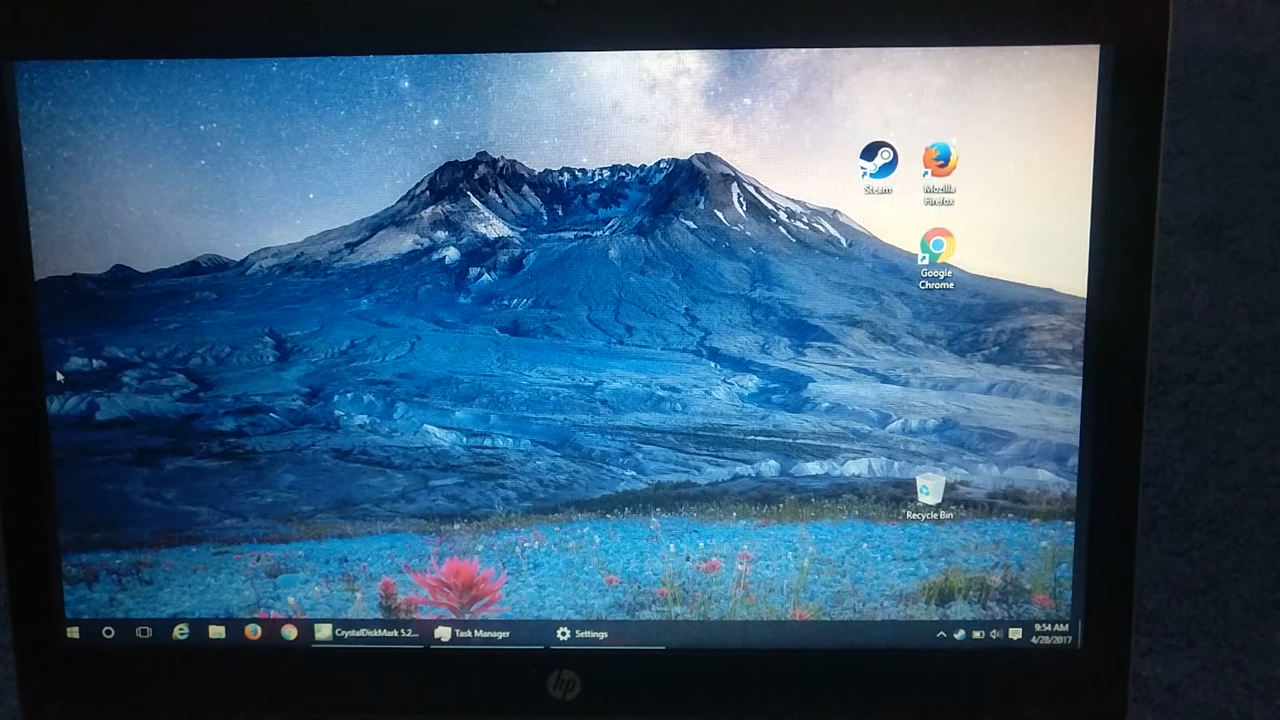 Steam
Mozilla
Firefox
Google
Chrome
Recycle Bin
CrystalDiskMark 5.2...
Task Manager
Settings
9:54 AM
4/28/2017
hp